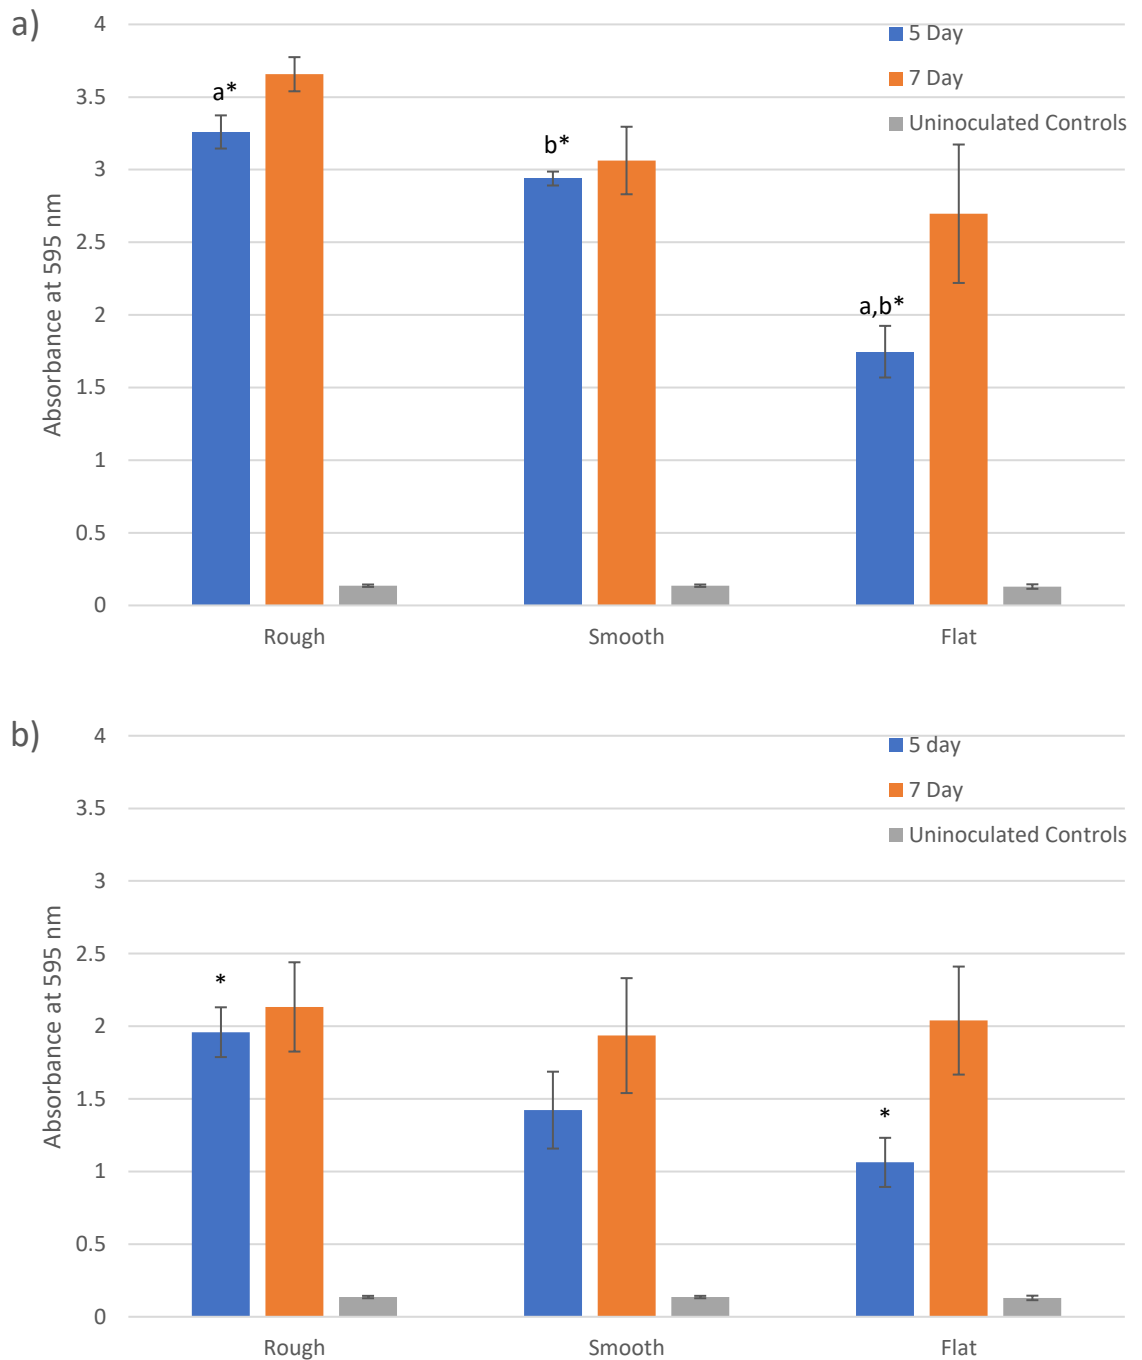 a)
4
3.5
3
2.5
2
1.5
1
0.5
0
Absorbance at 595 nm
5 Day
7 Day
Uninoculated Controls
a*
b*
a,b*
Rough Smooth Flat
b)
4
3.5
3
2.5
2
1.5
1
0.5
0
Absorbance at 595 nm
5 day
7 Day
Uninoculated Controls
*
*
Rough Smooth Flat